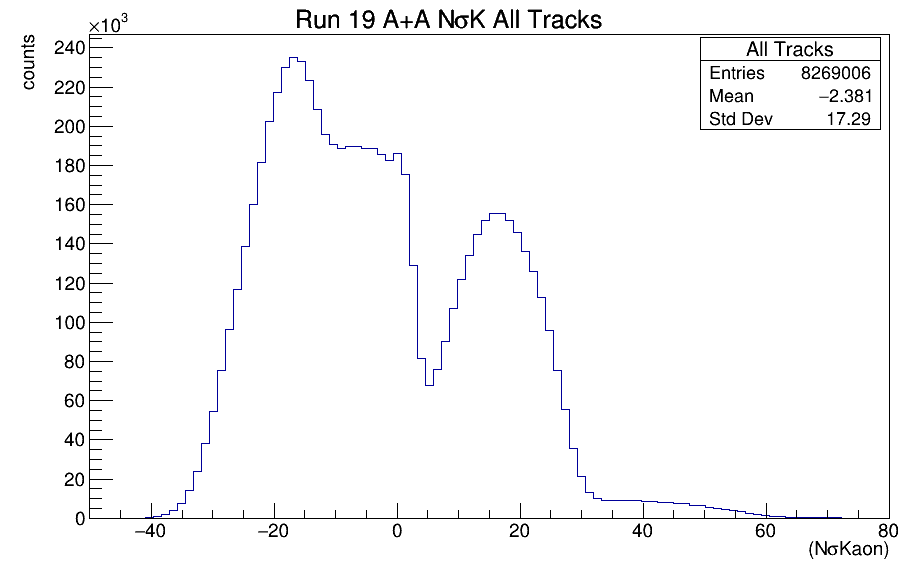 Run 19 A+A NσK All Tracks
×10³
counts
240
220
200
180
160
140
120
100
80
60
40
20
0
All Tracks
Entries 8269006
Mean −2.381
Std Dev 17.29
−40 −20 0 20 40 60 80
(NσKaon)